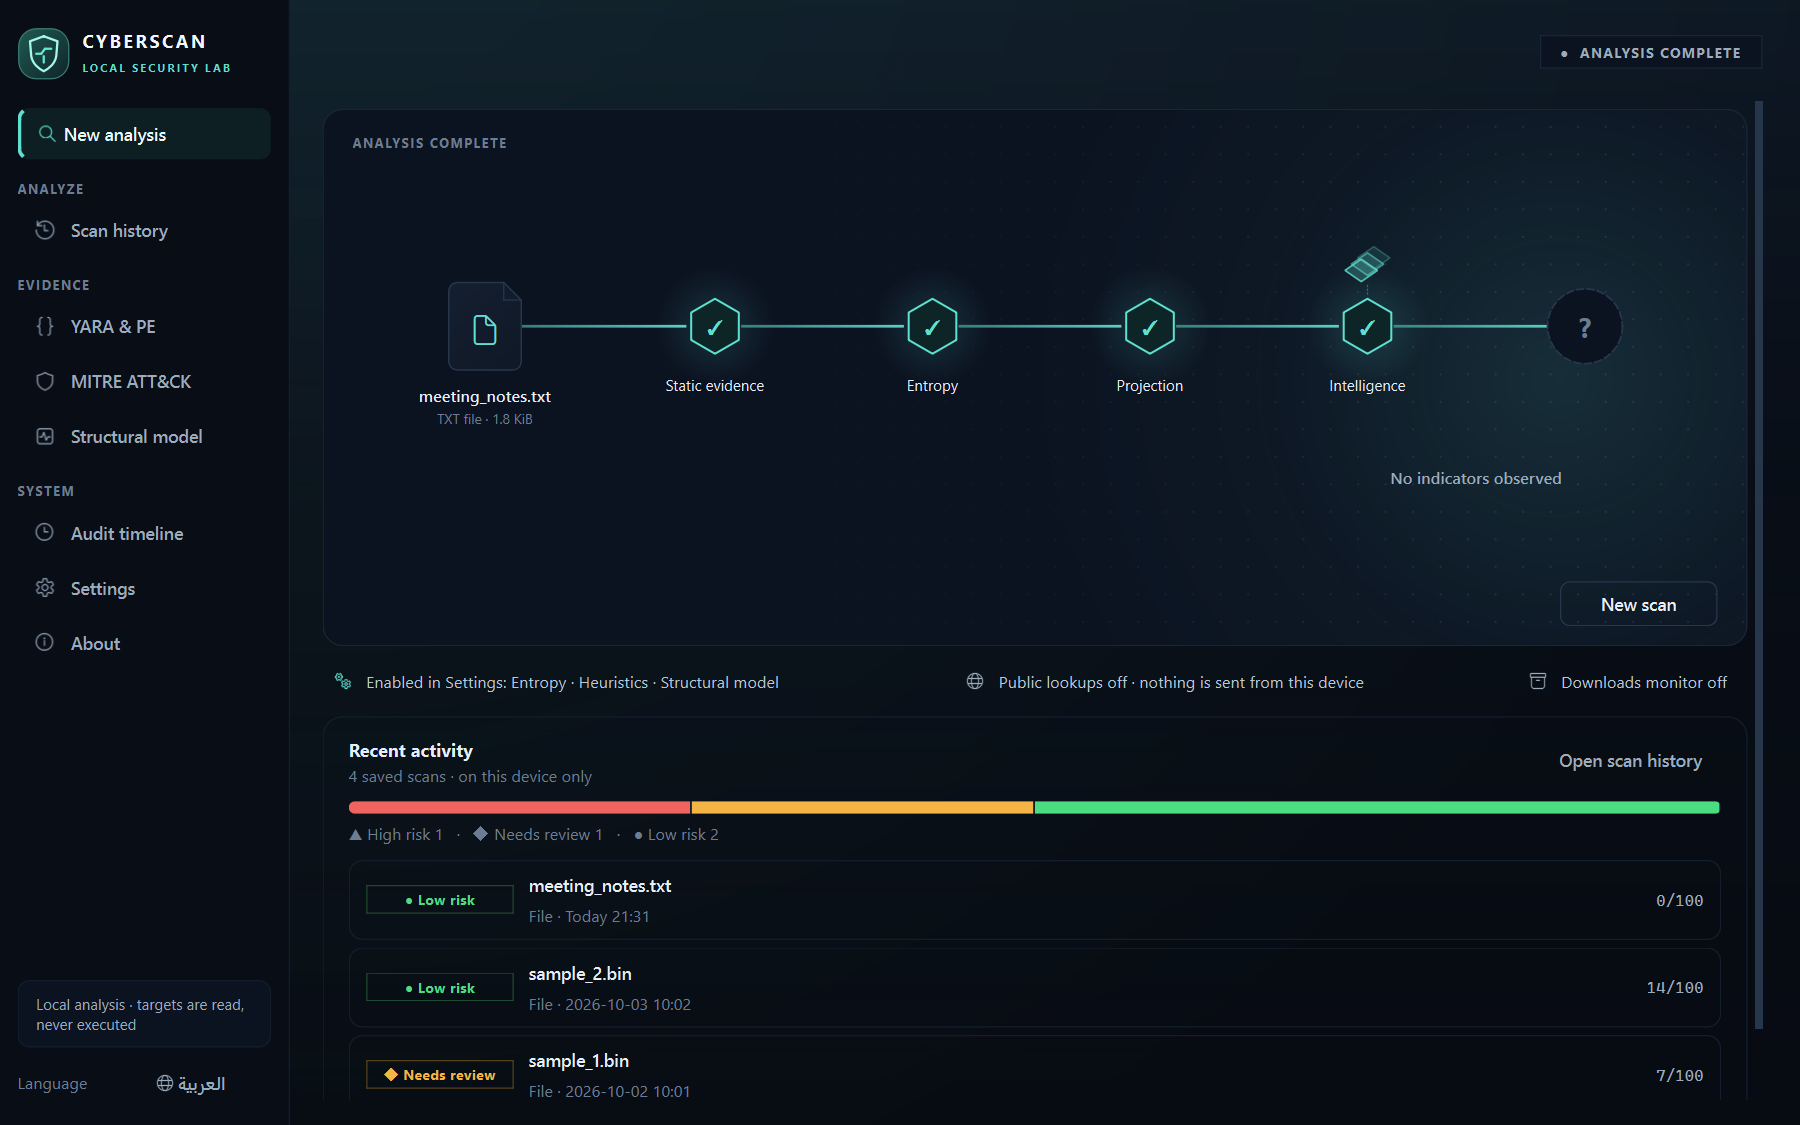 CYBERSCAN
LOCAL SECURITY LAB
New analysis
ANALYZE
Scan history
EVIDENCE
{} YARA & PE
MITRE ATT&CK
Structural model
SYSTEM
Audit timeline
Settings
About
Local analysis · targets are read,
never executed
Language
العربية
• ANALYSIS COMPLETE
ANALYSIS COMPLETE
meeting_notes.txt
TXT file · 1.8 KiB
✓
Static evidence
✓
Entropy
✓
Projection
✓
Intelligence
?
No indicators observed
New scan
Enabled in Settings: Entropy · Heuristics · Structural model
Public lookups off · nothing is sent from this device
Downloads monitor off
Recent activity
4 saved scans · on this device only
Open scan history
▲ High risk 1 · ◆ Needs review 1 · ● Low risk 2
● Low risk
meeting_notes.txt
File · Today 21:31
0/100
● Low risk
sample_2.bin
File · 2026-10-03 10:02
14/100
◆ Needs review
sample_1.bin
File · 2026-10-02 10:01
7/100